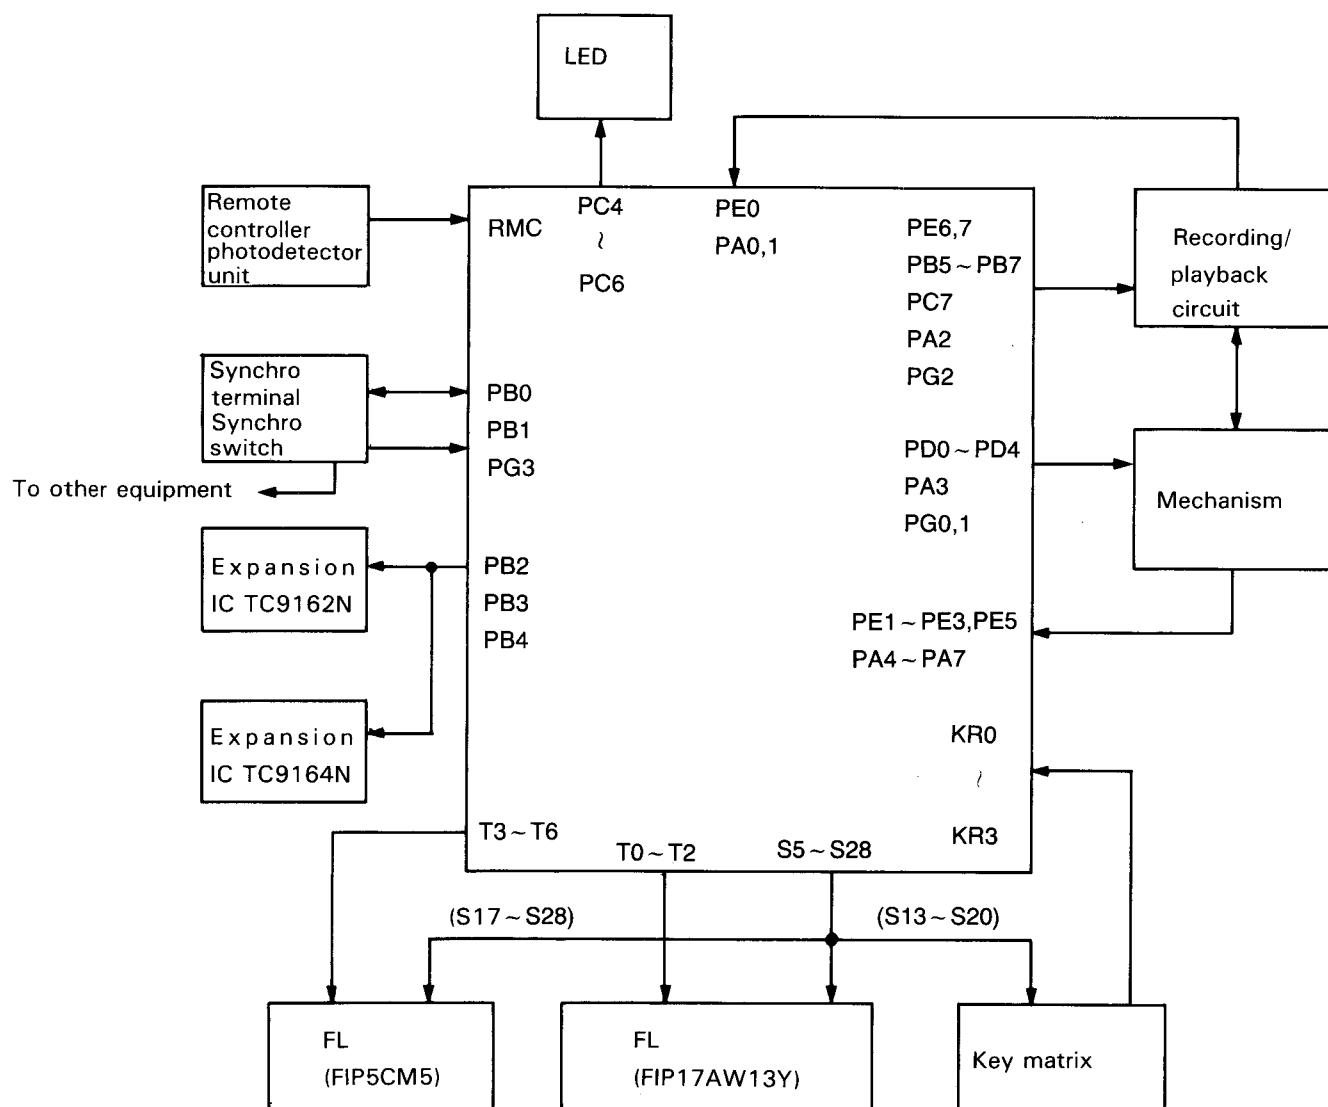 LED
Remote
controller
photodetector
unit
RMC
PC4
~
PC6
PE0
PA0,1
PE6,7
PB5~PB7
PC7
PA2
PG2
Recording/
playback
circuit
Synchro
terminal
Synchro
switch
PB0
PB1
PG3
To other equipment
PD0~PD4
PA3
PG0,1
Mechanism
Expansion
IC TC9162N
PB2
PB3
PB4
PE1~PE3,PE5
PA4~PA7
Expansion
IC TC9164N
KR0
~
KR3
T3~T6
T0~T2
S5~S28
(S17~S28)
(S13~S20)
FL
(FIP5CM5)
FL
(FIP17AW13Y)
Key matrix